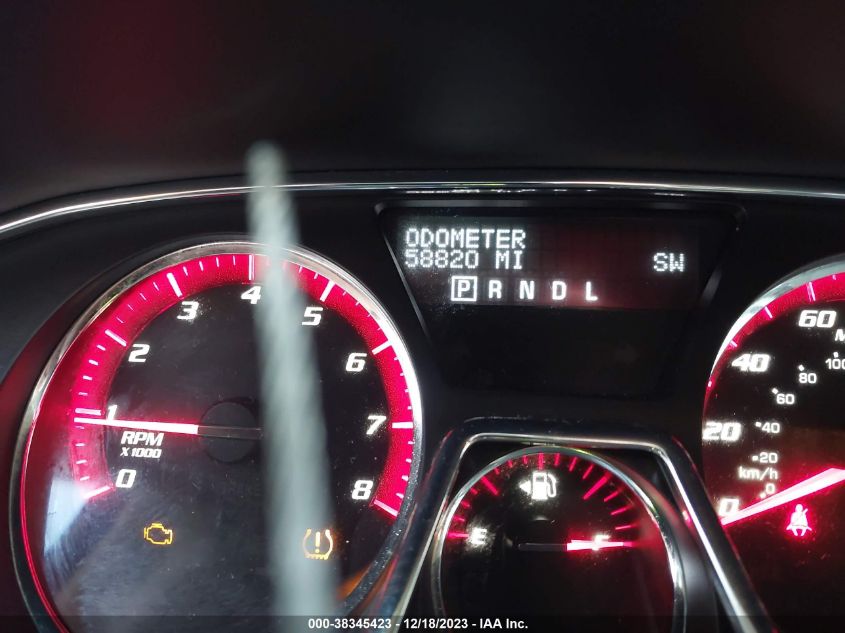 ODOMETER
58820 MI SW
P R N D L
0 1 2 3 4 5 6 7 8
RPM
X1000
E F
0 20 40 60
0 20 40 60 80 100
km/h
000-38345423 - 12/18/2023 - IAA Inc.